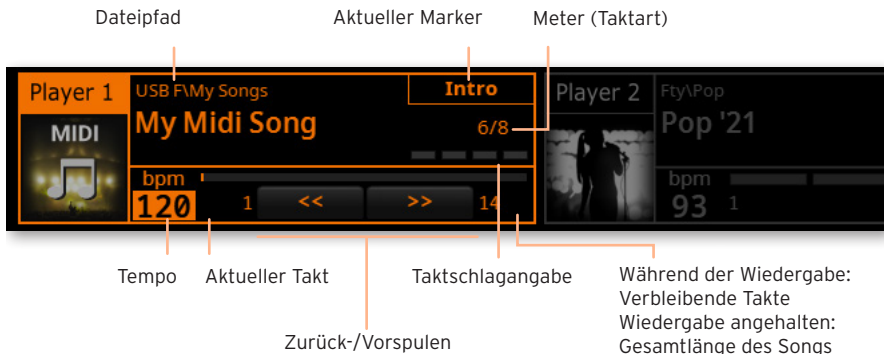 Dateipfad
Aktueller Marker
Meter (Taktart)
Player 1
USB F\My Songs
Intro
MIDI
My Midi Song
6/8
bpm
120
1
<<
>>
14
Player 2
Fty\Pop
Pop '21
bpm
93
1
Tempo
Aktueller Takt
Taktschlagangabe
Während der Wiedergabe:
Verbleibende Takte
Wiedergabe angehalten:
Gesamtlänge des Songs
Zurück-/Vorspulen